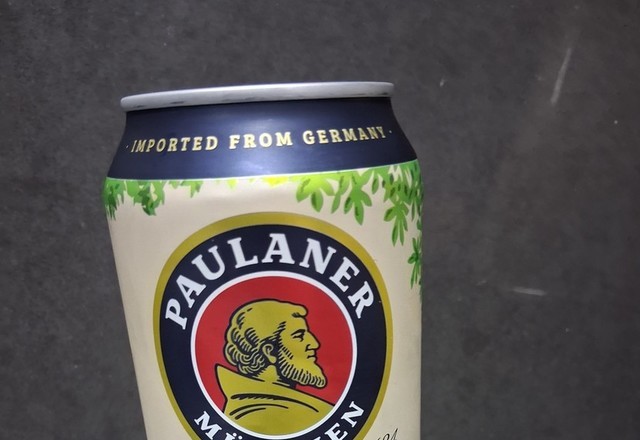 · IMPORTED FROM GERMANY ·
PAULANER